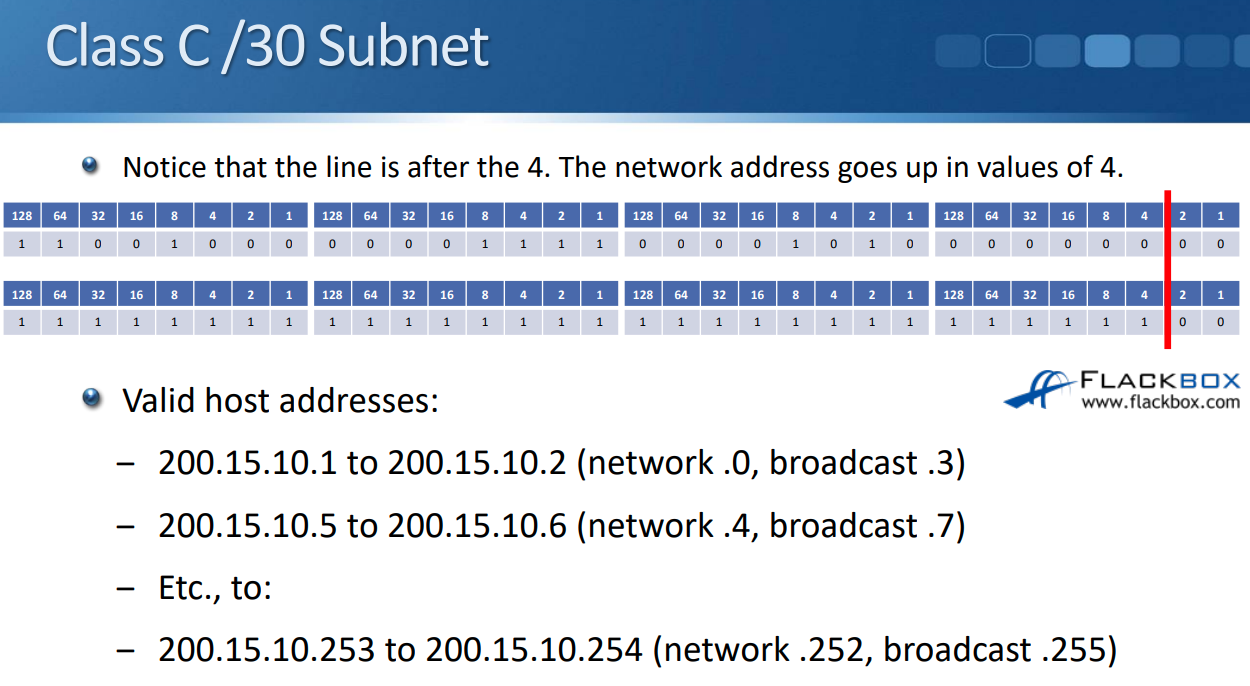 Class C /30 Subnet
Notice that the line is after the 4. The network address goes up in values of 4.
128 64 32 16 8 4 2 1 128 64 32 16 8 4 2 1 128 64 32 16 8 4 2 1 128 64 32 16 8 4 2 1
1 1 0 0 1 0 0 0 0 0 0 0 1 1 1 1 0 0 0 0 1 0 1 0 0 0 0 0 0 0 0 0
128 64 32 16 8 4 2 1 128 64 32 16 8 4 2 1 128 64 32 16 8 4 2 1 128 64 32 16 8 4 2 1
1 1 1 1 1 1 1 1 1 1 1 1 1 1 1 1 1 1 1 1 1 1 1 1 1 1 1 1 1 1 0 0
FLACKBOX
www.flackbox.com
Valid host addresses:
– 200.15.10.1 to 200.15.10.2 (network .0, broadcast .3)
– 200.15.10.5 to 200.15.10.6 (network .4, broadcast .7)
– Etc., to:
– 200.15.10.253 to 200.15.10.254 (network .252, broadcast .255)